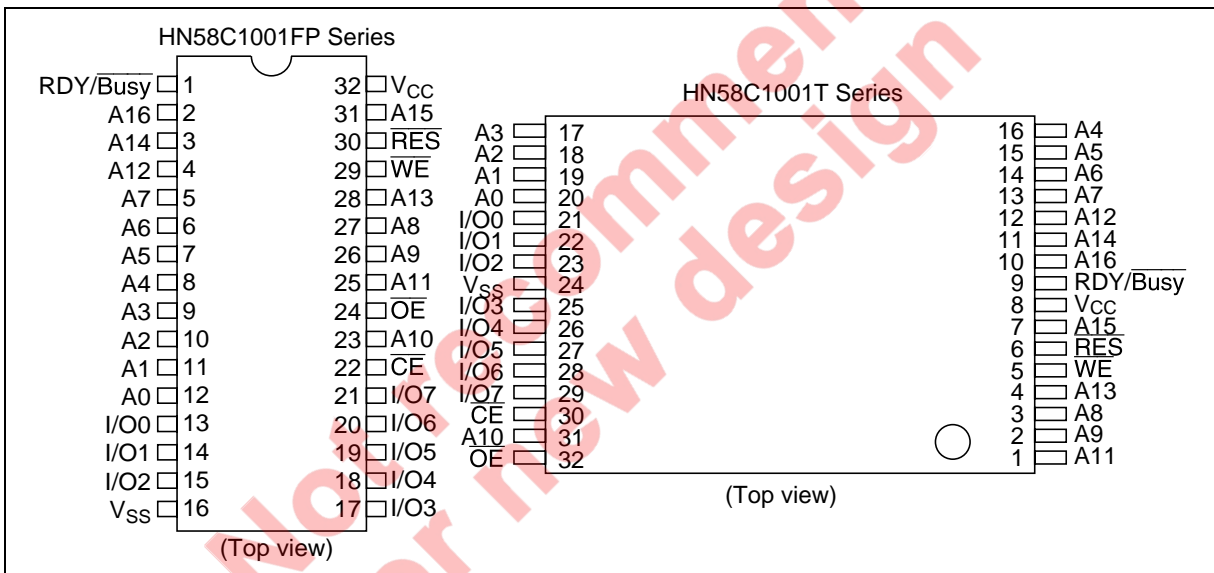 HN58C1001FP Series
RDY/Busy 1 32 VCC
A16 2 31 A15
A14 3 30 RES
A12 4 29 WE
A7 5 28 A13
A6 6 27 A8
A5 7 26 A9
A4 8 25 A11
A3 9 24 OE
A2 10 23 A10
A1 11 22 CE
A0 12 21 I/O7
I/O0 13 20 I/O6
I/O1 14 19 I/O5
I/O2 15 18 I/O4
VSS 16 17 I/O3
(Top view)
HN58C1001T Series
A3 17 16 A4
A2 18 15 A5
A1 19 14 A6
A0 20 13 A7
I/O0 21 12 A12
I/O1 22 11 A14
I/O2 23 10 A16
VSS 24 9 RDY/Busy
I/O3 25 8 VCC
I/O4 26 7 A15
I/O5 27 6 RES
I/O6 28 5 WE
I/O7 29 4 A13
CE 30 3 A8
A10 31 2 A9
OE 32 1 A11
(Top view)
Not recommen
r new design